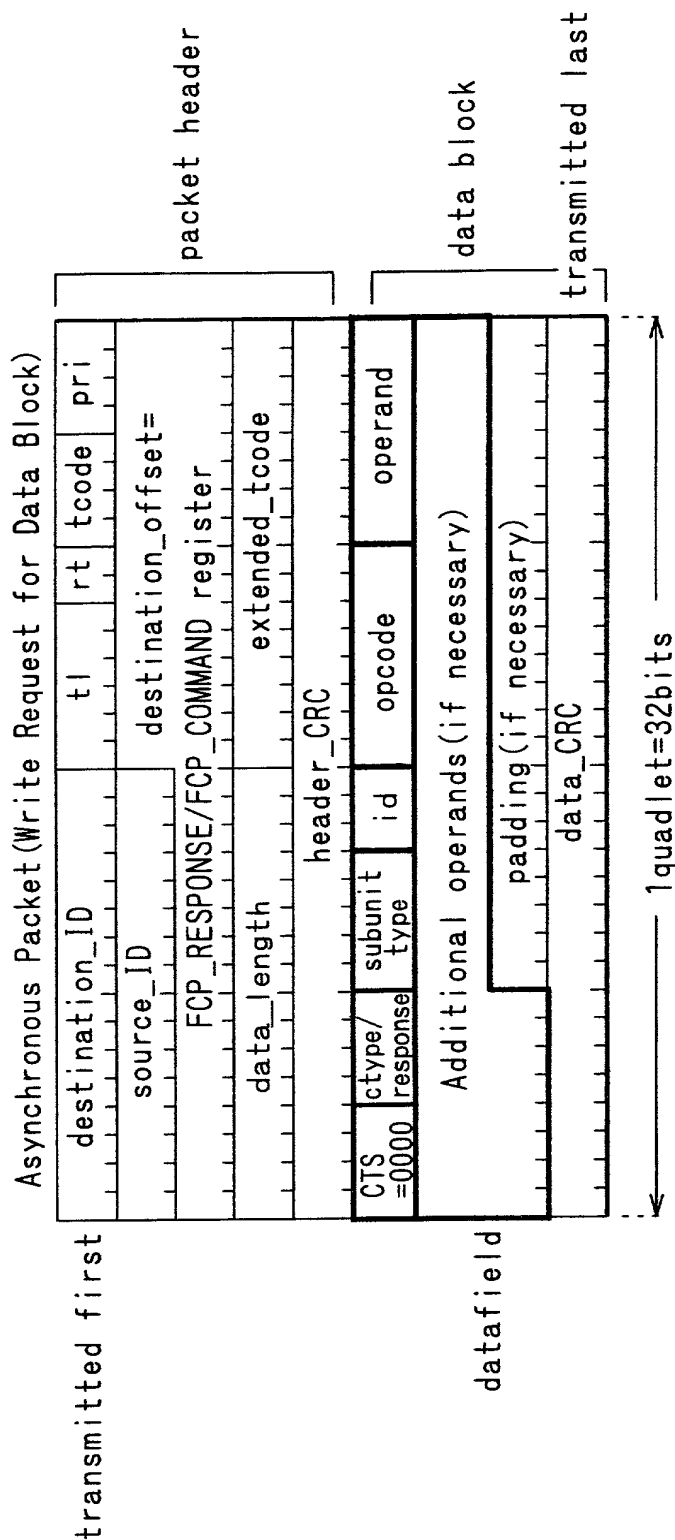 Asynchronous Packet(Write Request for Data Block)
transmitted first
destination_ID tl rt tcode pri
source_ID destination_offset=
FCP_RESPONSE/FCP_COMMAND register
data_length extended_tcode
header_CRC
packet header
CTS
=0000
ctype/
response
subunit
type
id
opcode
operand
Additional operands(if necessary)
padding(if necessary)
data_CRC
datafield
data block
transmitted last
1quadlet=32bits